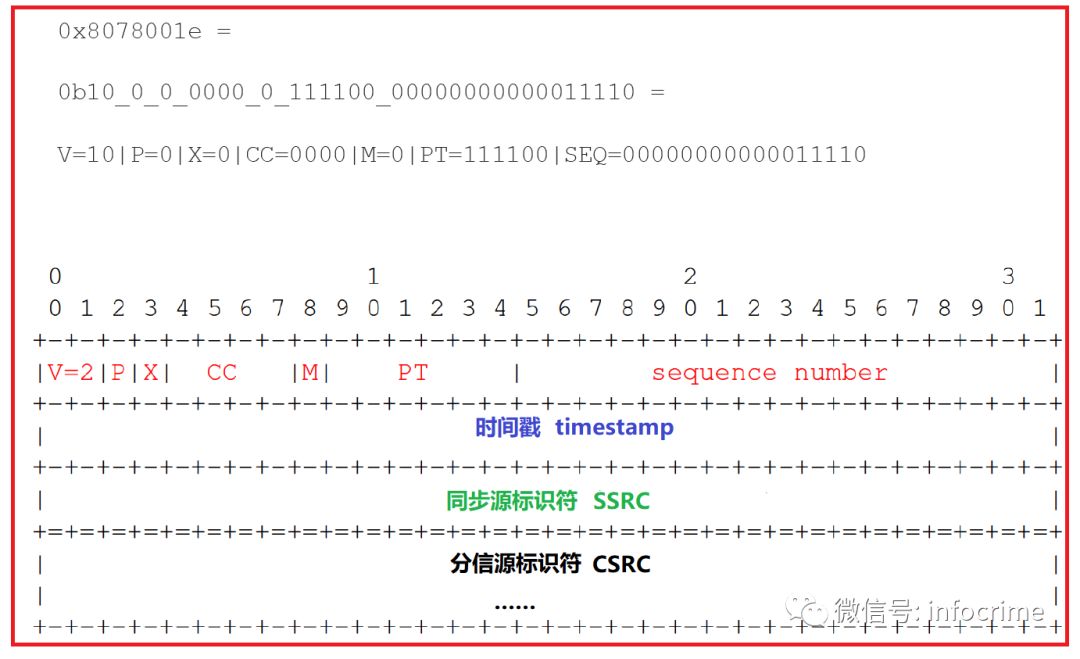 0x8078001e =
0b10_0_0_0000_0_111100_00000000000011110 =
V=10|P=0|X=0|CC=0000|M=0|PT=111100|SEQ=00000000000011110
0 1 2 3
0 1 2 3 4 5 6 7 8 9 0 1 2 3 4 5 6 7 8 9 0 1 2 3 4 5 6 7 8 9 0 1
+-+-+-+-+-+-+-+-+-+-+-+-+-+-+-+-+-+-+-+-+-+-+-+-+-+-+-+-+-+-+-+-+
|V=2|P|X| CC |M| PT | sequence number |
+-+-+-+-+-+-+-+-+-+-+-+-+-+-+-+-+-+-+-+-+-+-+-+-+-+-+-+-+-+-+-+-+
| 时间戳 timestamp |
+-+-+-+-+-+-+-+-+-+-+-+-+-+-+-+-+-+-+-+-+-+-+-+-+-+-+-+-+-+-+-+-+
| 同步源标识符 SSRC |
+=+=+=+=+=+=+=+=+=+=+=+=+=+=+=+=+=+=+=+=+=+=+=+=+=+=+=+=+=+=+=+=+
| 分信源标识符 CSRC |
| ...... |
微信号: infocrime
+-+-+-+-+-+-+-+-+-+-+-+-+-+-+-+-+-+-+-+-+-+-+-+-+-+-+-+-+-+-+-+-+